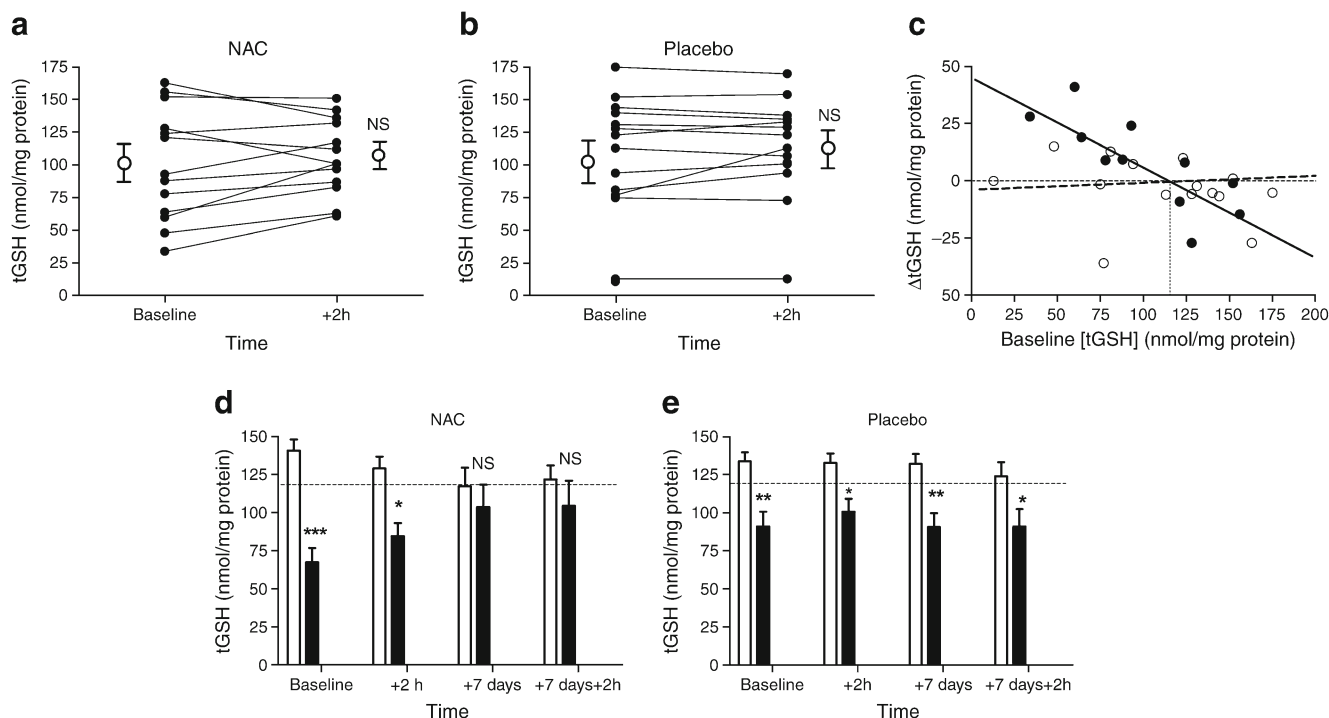 a
NAC
tGSH (nmol/mg protein)
175
150
125
100
75
50
25
0
NS
Baseline
+2h
Time
b
Placebo
tGSH (nmol/mg protein)
175
150
125
100
75
50
25
0
NS
Baseline
+2h
Time
c
ΔtGSH (nmol/mg protein)
50
25
0
−25
50
0 25 50 75 100 125 150 175 200
Baseline [tGSH] (nmol/mg protein)
d
NAC
tGSH (nmol/mg protein)
150
125
100
75
50
25
0
***
*
NS
NS
Baseline
+2 h
+7 days
+7 days+2h
Time
e
Placebo
tGSH (nmol/mg protein)
150
125
100
75
50
25
0
**
*
**
*
Baseline
+2h
+7 days
+7 days+2h
Time